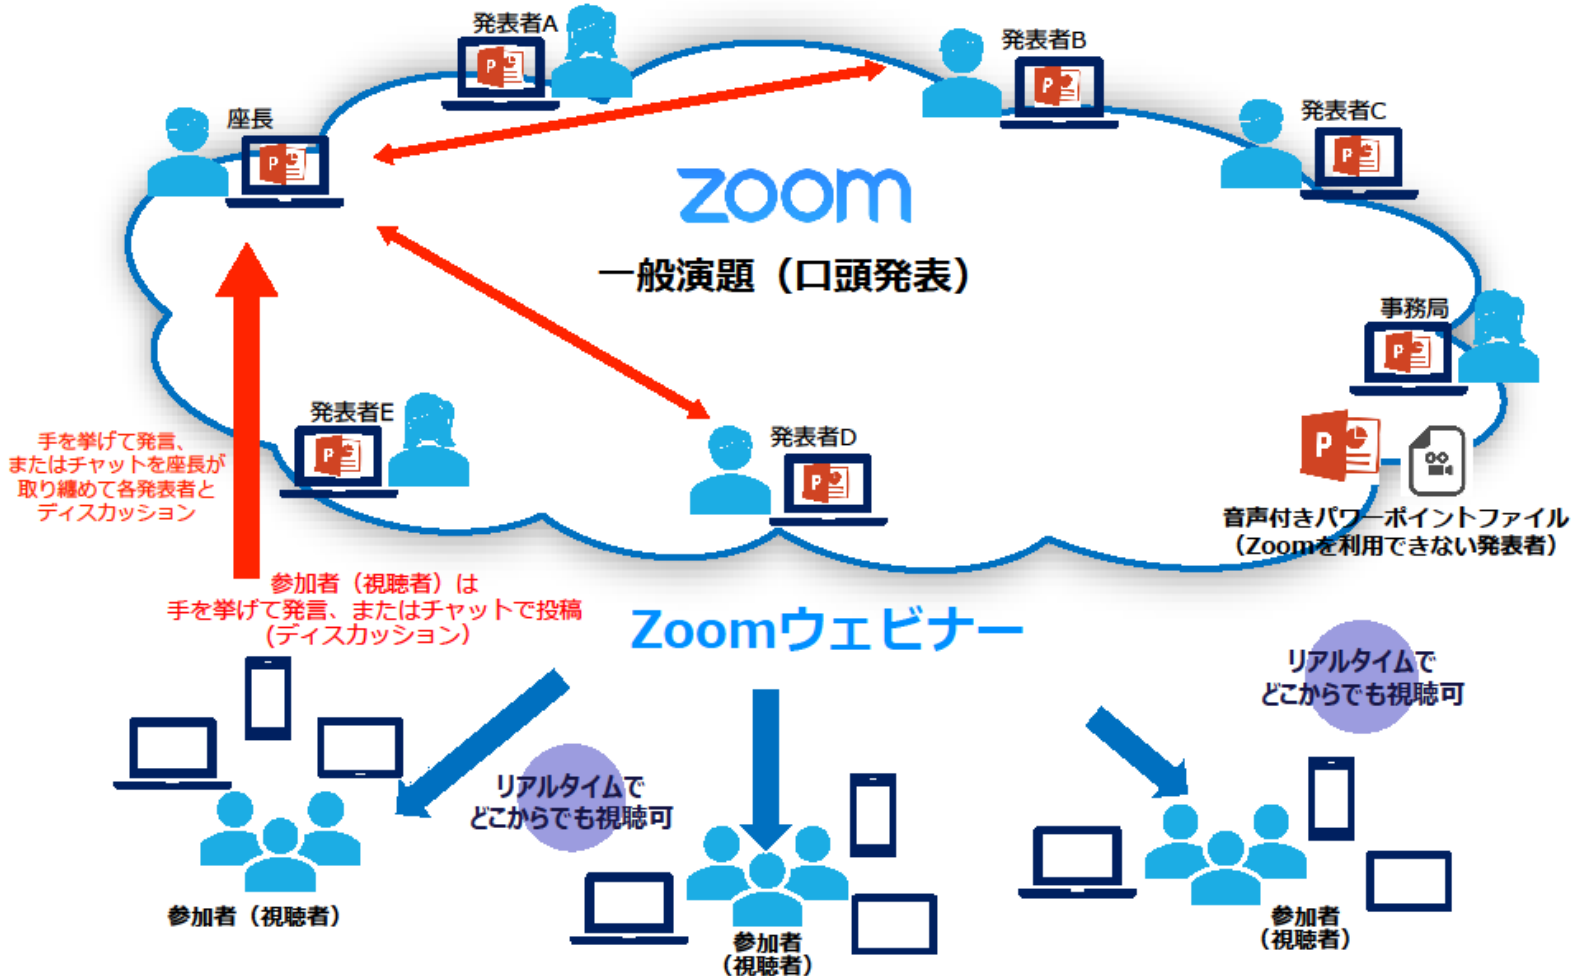 発表者A
発表者B
座長
発表者C
zoom
一般演題（口頭発表）
事務局
発表者E
発表者D
手を挙げて発言、
またはチャットを座長が
取り纏めて各発表者と
ディスカッション
音声付きパワーポイントファイル
（Zoomを利用できない発表者）
参加者（視聴者）は
手を挙げて発言、またはチャットで投稿
(ディスカッション）
Zoomウェビナー
リアルタイムで
どこからでも視聴可
リアルタイムで
どこからでも視聴可
参加者（視聴者）
参加者
（視聴者）
参加者
（視聴者）
P
P
P
P
P
P
P
P